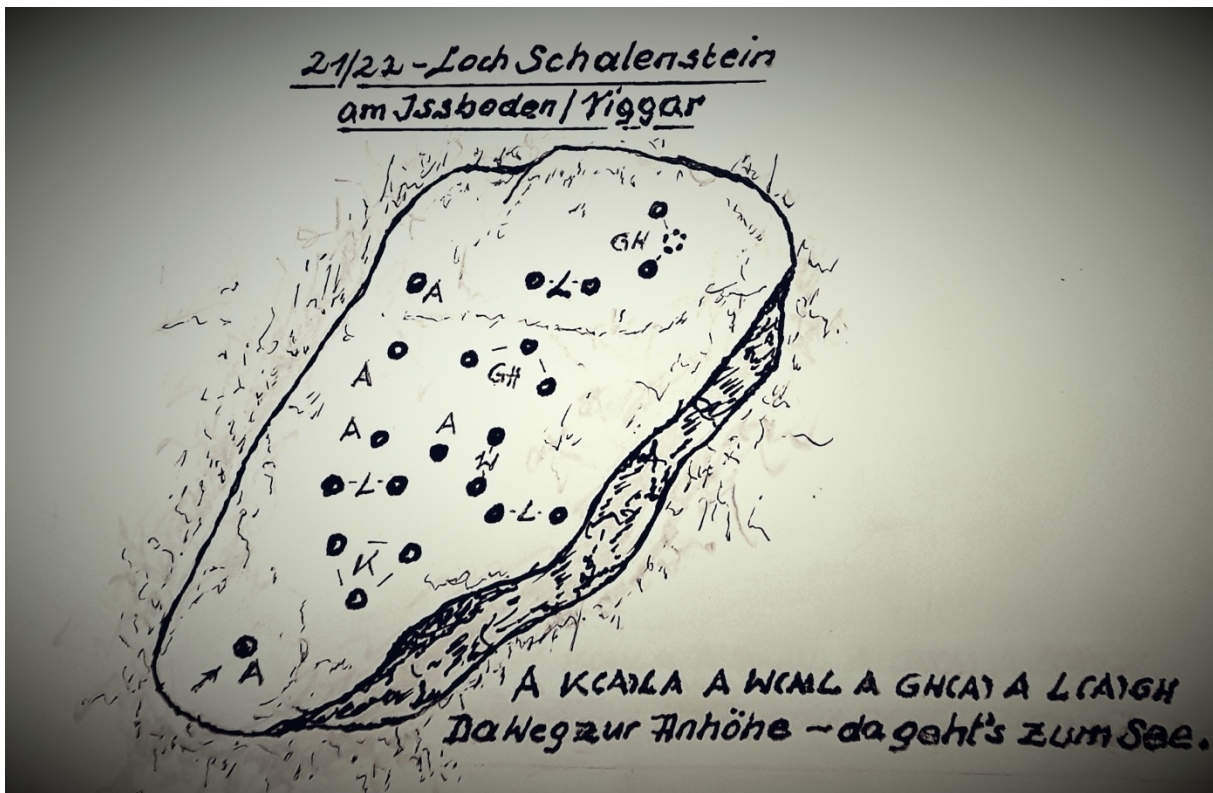 21/22-Loch Schalenstein
am Issboden/Viggar
GH
A -L-
A GH
A A W
-L-
-L-
K
A
A K(A)LA A W(A)L A GH(A) A L(A)GH
Da Weg zur Anhöhe – da geht's zum See.